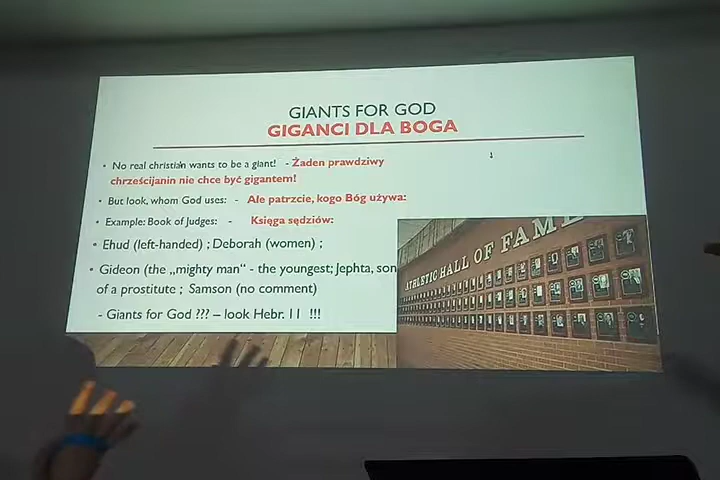 GIANTS FOR GOD
GIGANCI DLA BOGA
• No real christian wants to be a giant! - Żaden prawdziwy
chrześcijanin nie chce być gigantem!
• But look, whom God uses: - Ale patrzcie, kogo Bóg używa:
• Example: Book of Judges: - Księga sędziów:
• Ehud (left-handed) ; Deborah (women) ;
• Gideon (the „mighty man“ - the youngest; Jephta, son
of a prostitute ; Samson (no comment)
- Giants for God ??? – look Hebr. 11 !!!
ATHLETIC HALL OF FAME